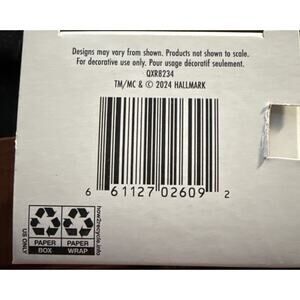 Designs may vary from shown. Products not shown to scale.
For decorative use only. Pour usage décoratif seulement.
QXR8234
TM/MC & © 2024 HALLMARK
6 61127 02609 2
US ONLY
PAPER BOX
PAPER WRAP
how2recycle.info